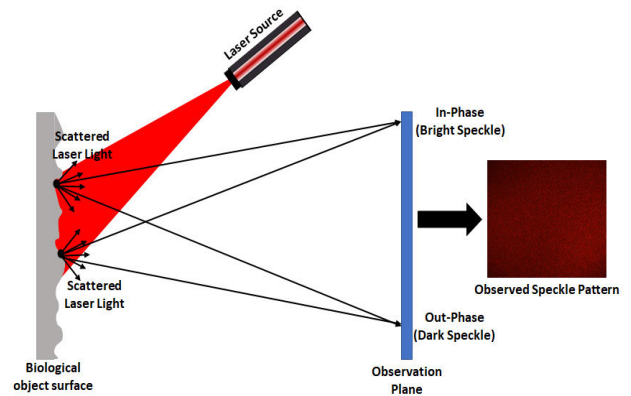 Laser Source
Scattered
Laser Light
In-Phase
(Bright Speckle)
Scattered
Laser Light
Observed Speckle Pattern
Out-Phase
(Dark Speckle)
Biological
object surface
Observation
Plane